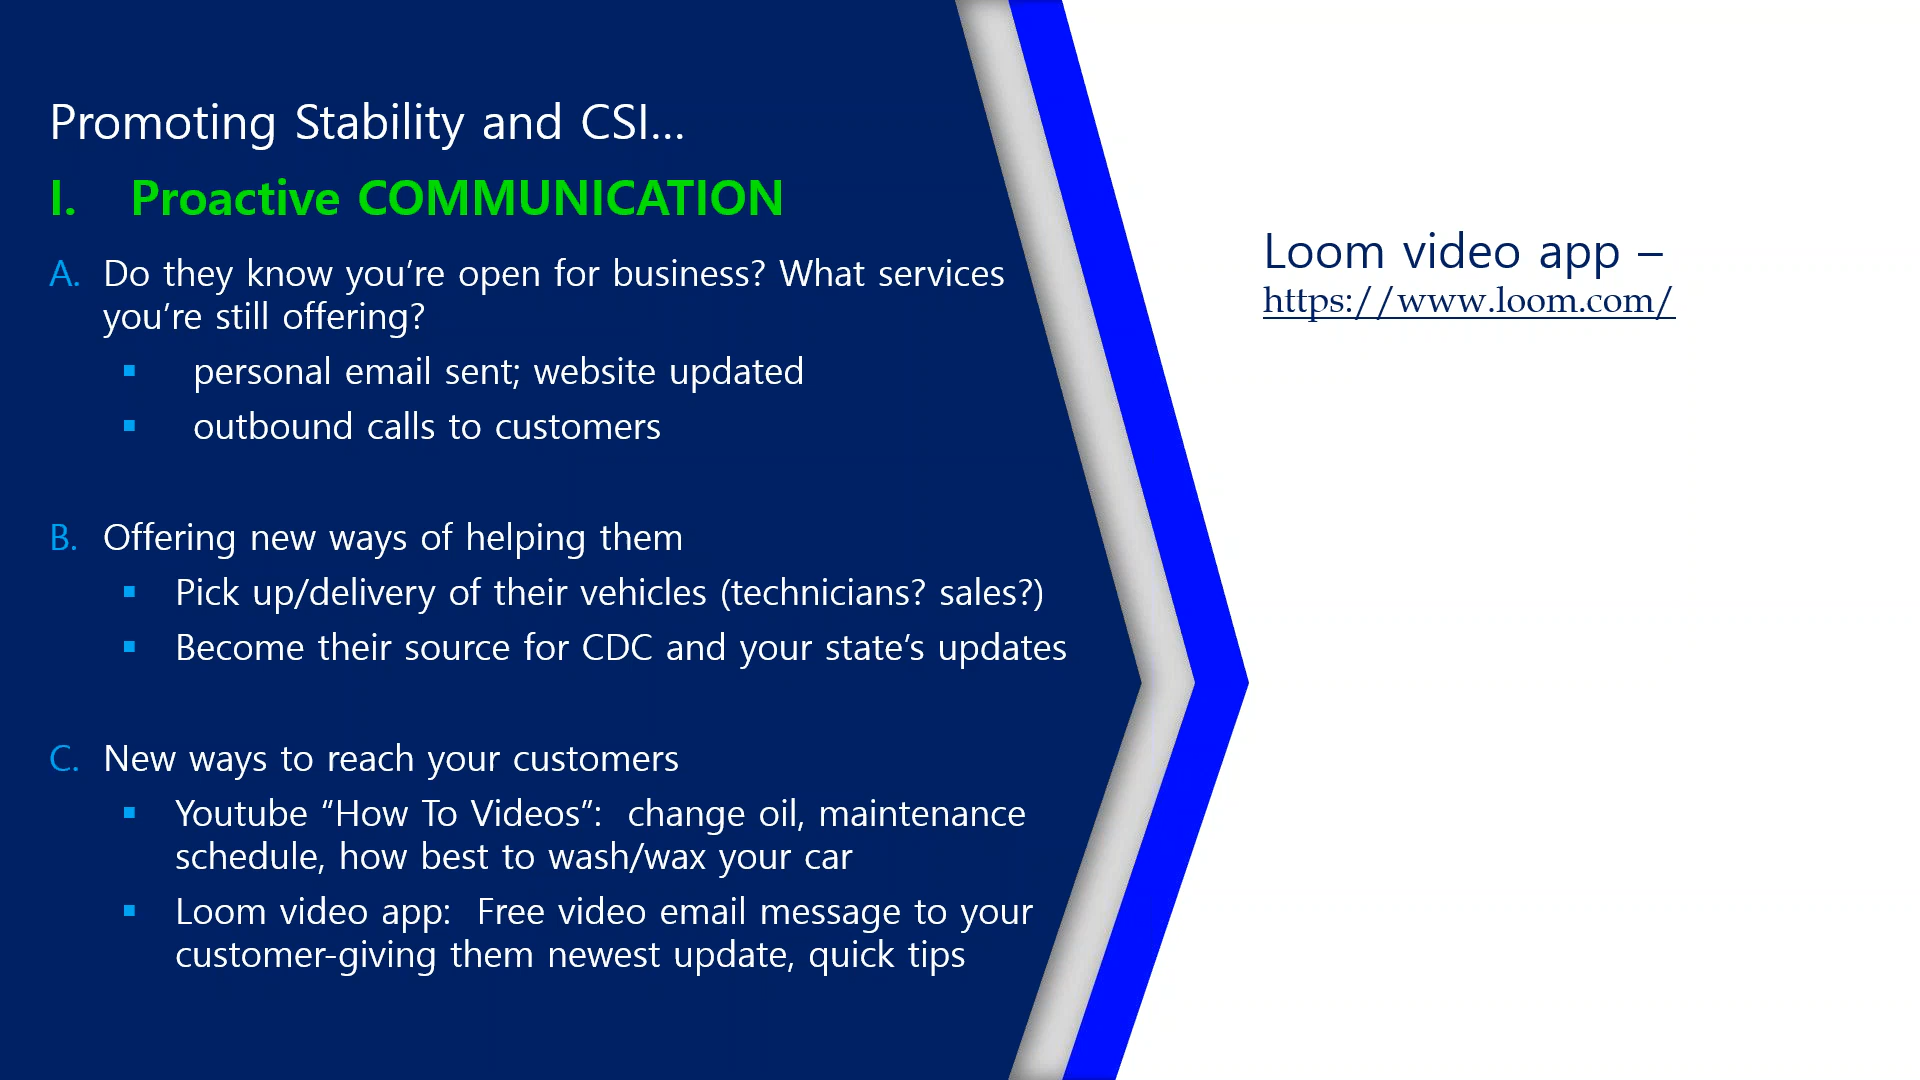 Promoting Stability and CSI...
I. Proactive COMMUNICATION
A. Do they know you’re open for business? What services
you’re still offering?
▪ personal email sent; website updated
▪ outbound calls to customers
B. Offering new ways of helping them
▪ Pick up/delivery of their vehicles (technicians? sales?)
▪ Become their source for CDC and your state’s updates
C. New ways to reach your customers
▪ Youtube “How To Videos”: change oil, maintenance
schedule, how best to wash/wax your car
▪ Loom video app: Free video email message to your
customer-giving them newest update, quick tips
Loom video app –
https://www.loom.com/